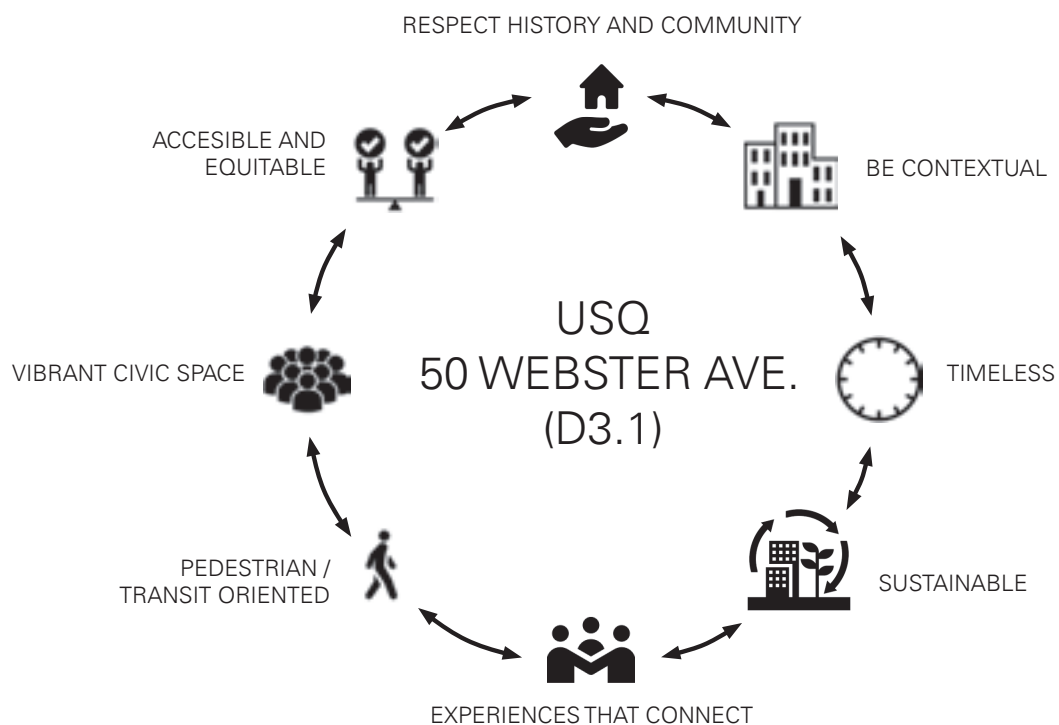 RESPECT HISTORY AND COMMUNITY
ACCESIBLE AND
EQUITABLE
BE CONTEXTUAL
USQ
50 WEBSTER AVE.
(D3.1)
VIBRANT CIVIC SPACE
TIMELESS
PEDESTRIAN /
TRANSIT ORIENTED
SUSTAINABLE
EXPERIENCES THAT CONNECT